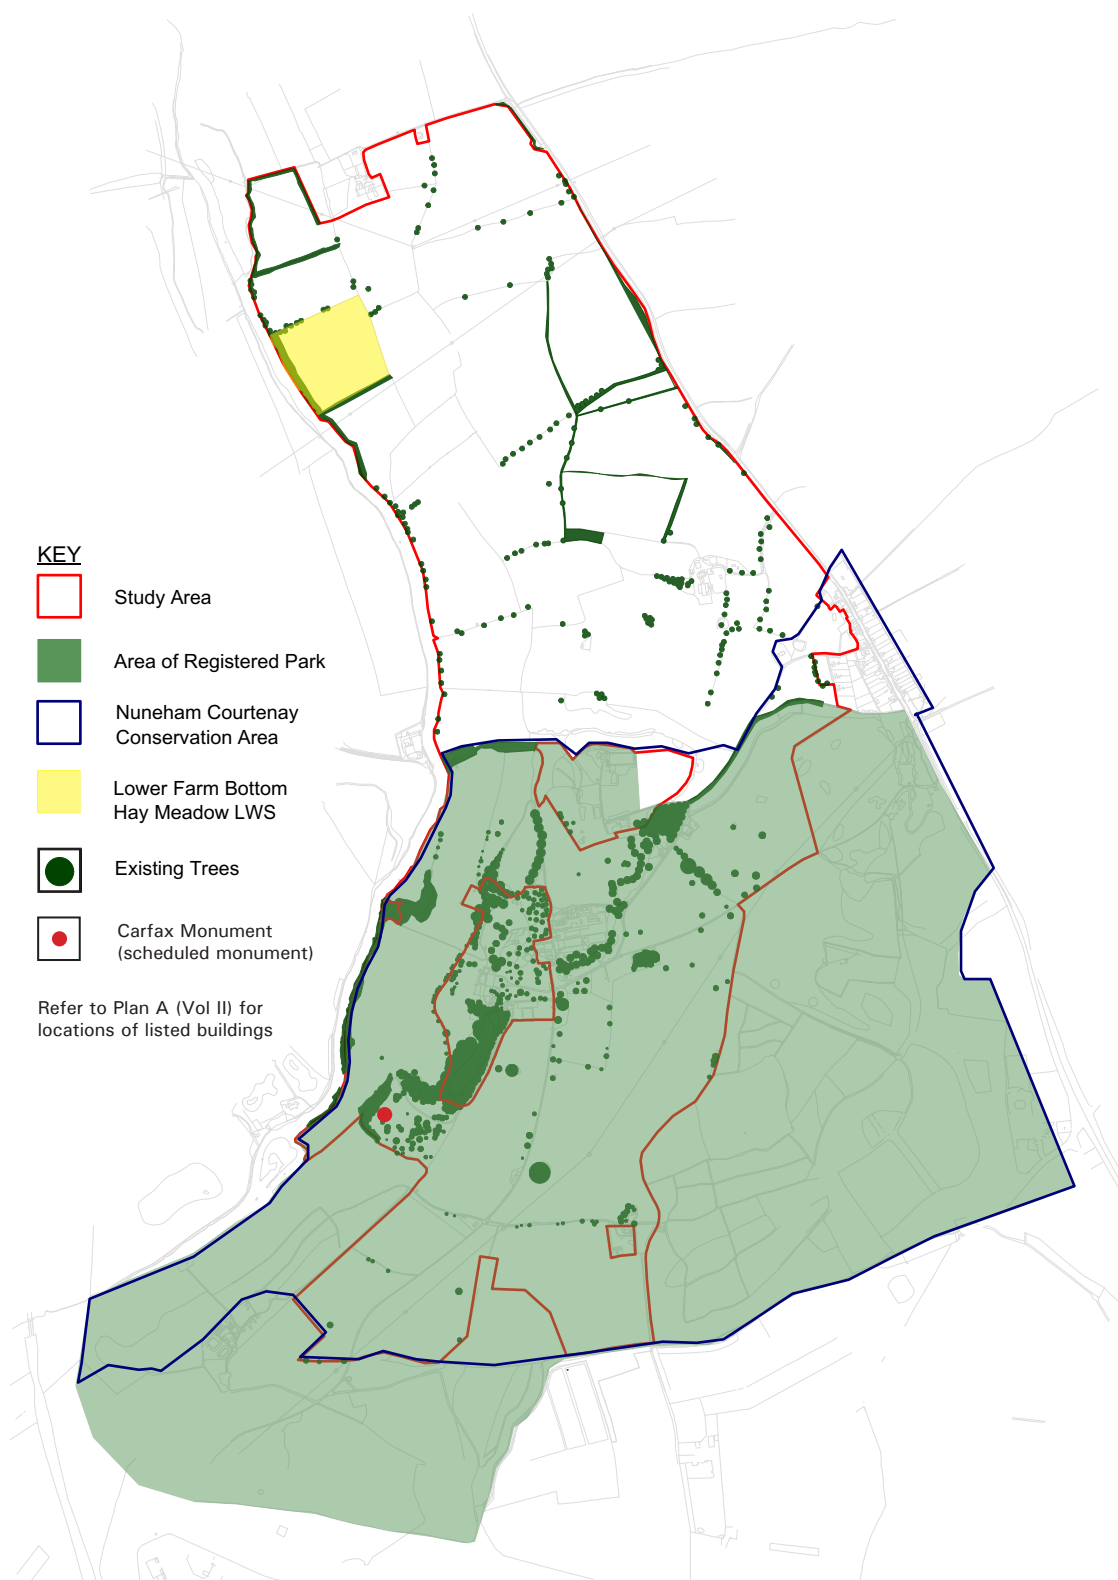 KEY
Study Area
Area of Registered Park
Nuneham Courtenay
Conservation Area
Lower Farm Bottom
Hay Meadow LWS
Existing Trees
Carfax Monument
(scheduled monument)
Refer to Plan A (Vol II) for
locations of listed buildings